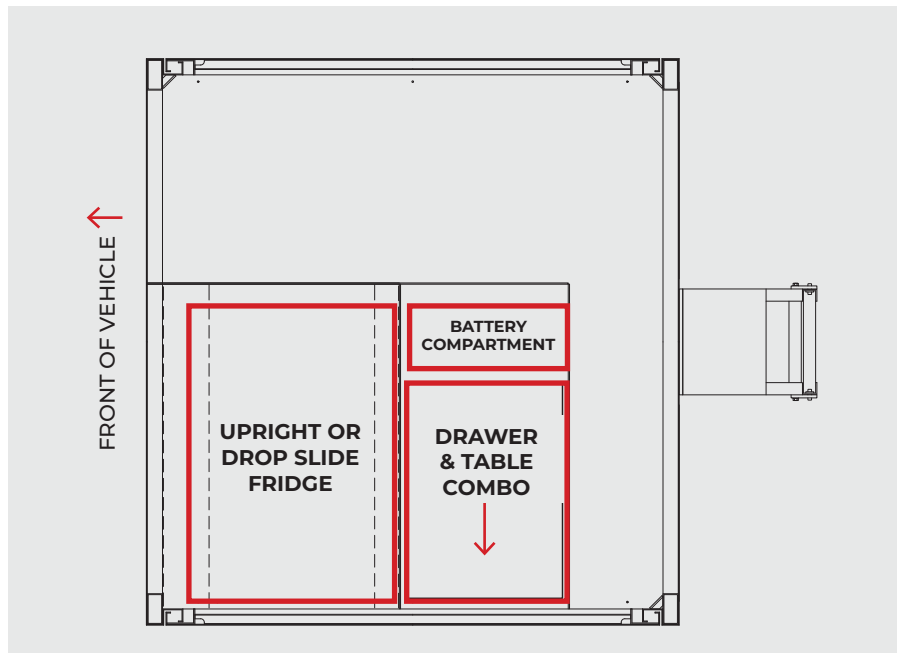 FRONT OF VEHICLE
BATTERY
COMPARTMENT
UPRIGHT OR
DROP SLIDE
FRIDGE
DRAWER
& TABLE
COMBO